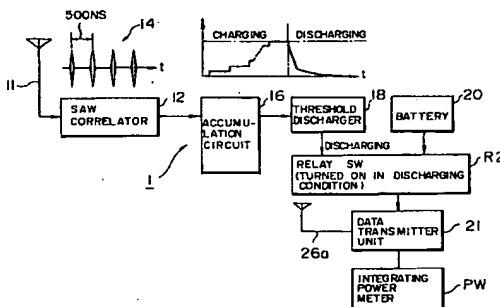 500NS
14
t
CHARGING
DISCHARGING
t
11
12
16
18
20
SAW
CORRELATOR
ACCUMU-
LATION
CIRCUIT
THRESHOLD
DISCHARGER
BATTERY
1
DISCHARGING
R2
RELAY SW
(TURNED ON IN DISCHARGING
CONDITION)
26a
DATA
TRANSMITTER
UNIT
21
INTEGRATING
POWER
METER
PW